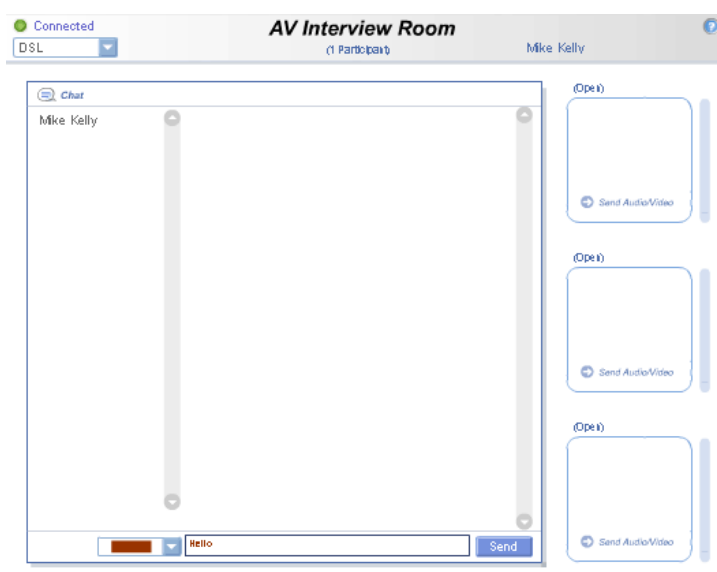 Connected
AV Interview Room
DSL
(1 Participant)
Mike Kelly
Chat
Mike Kelly
(Open)
Send Audio/Video
(Open)
Send Audio/Video
(Open)
Send Audio/Video
Hello
Send